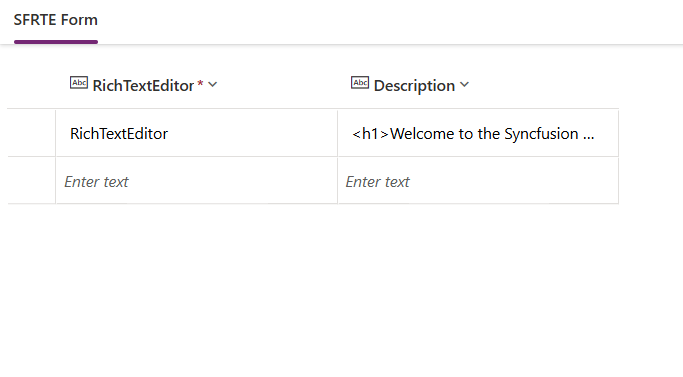 SFRTE Form
Abc RichTextEditor * Abc Description
RichTextEditor <h1>Welcome to the Syncfusion ...
Enter text Enter text